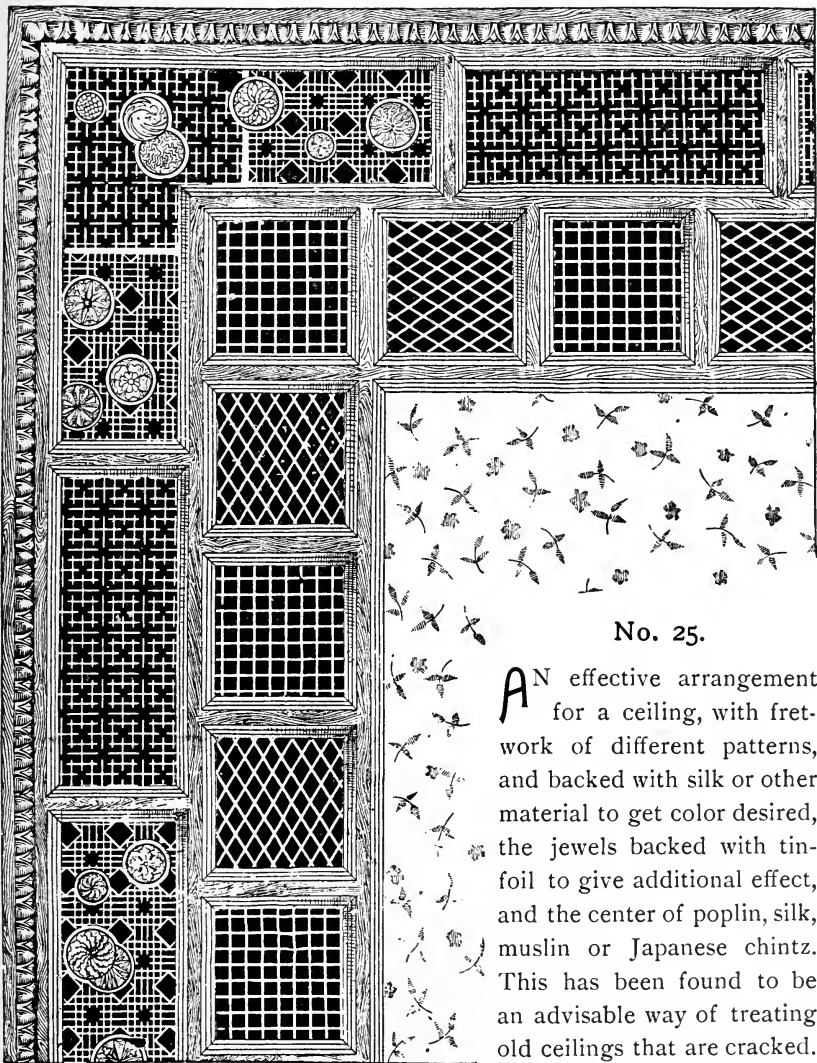 No. 25.
AN effective arrangement
for a ceiling, with fret-
work of different patterns,
and backed with silk or other
material to get color desired,
the jewels backed with tin-
foil to give additional effect,
and the center of poplin, silk,
muslin or Japanese chintz.
This has been found to be
an advisable way of treating
old ceilings that are cracked.